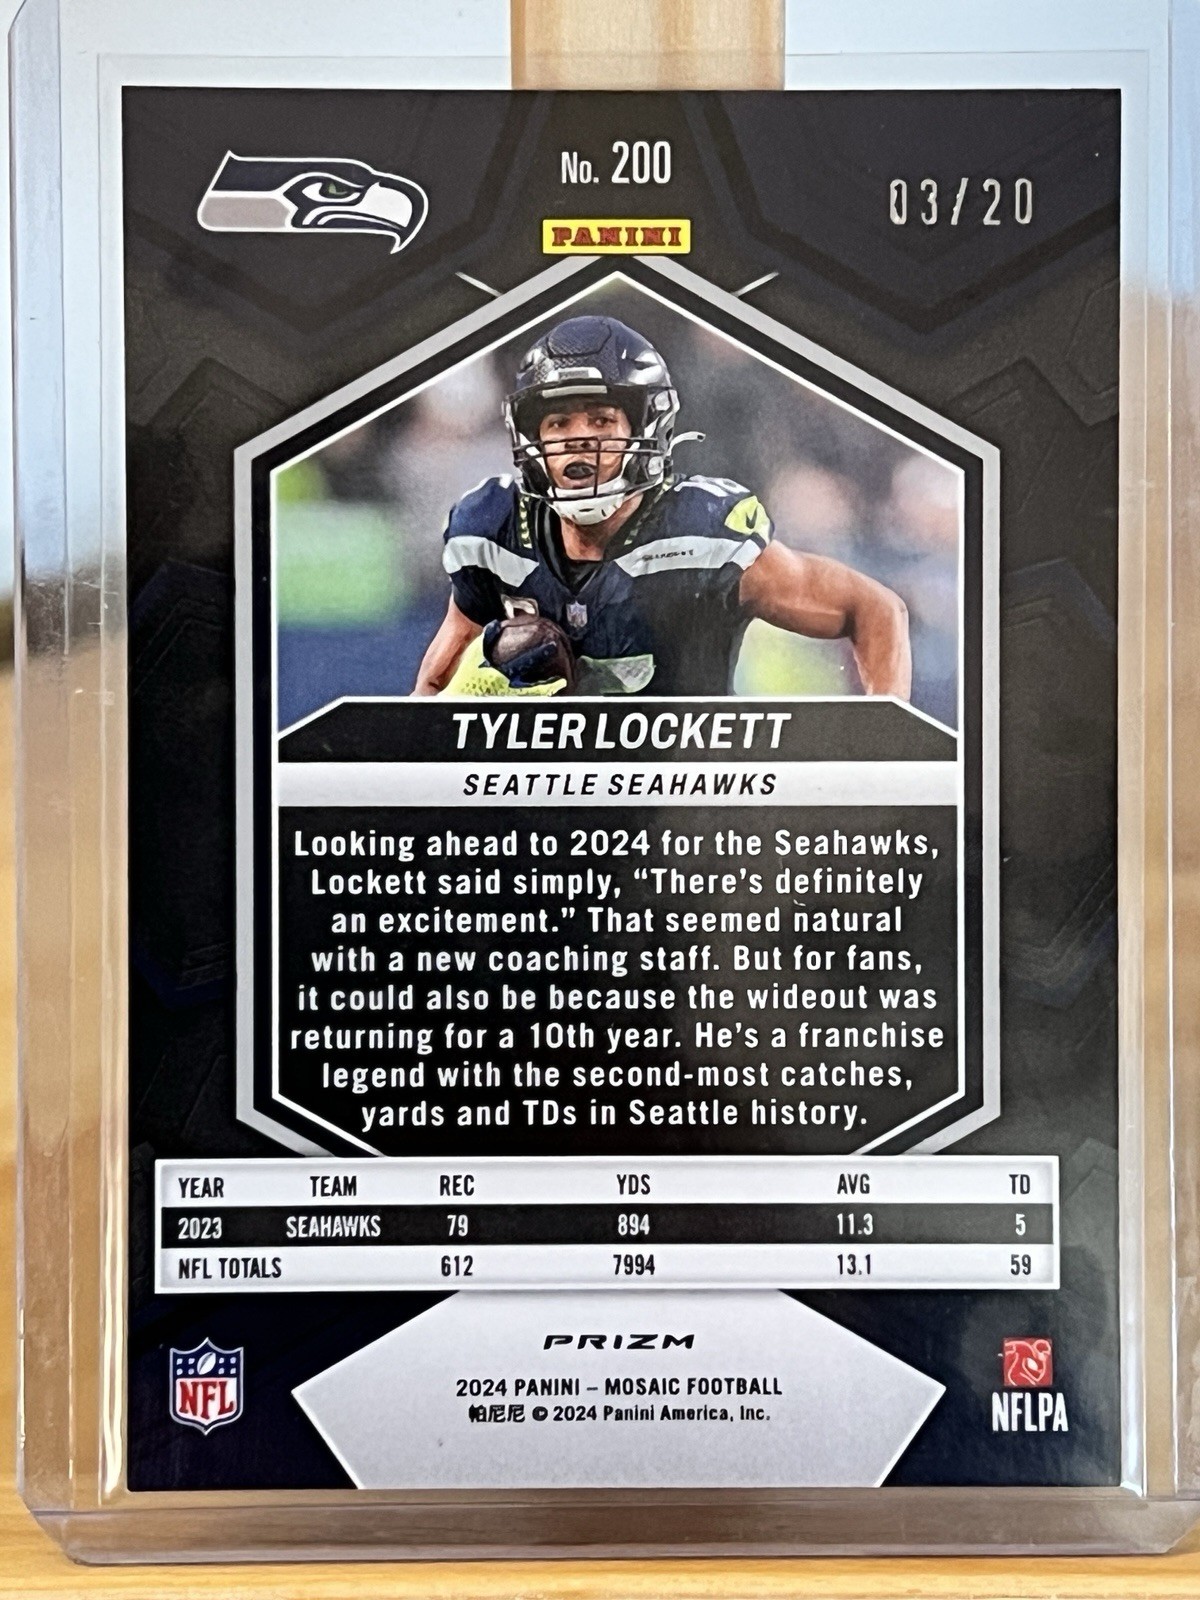 No. 200
03/20
PANINI
TYLER LOCKETT
SEATTLE SEAHAWKS
Looking ahead to 2024 for the Seahawks,
Lockett said simply, “There’s definitely
an excitement.” That seemed natural
with a new coaching staff. But for fans,
it could also be because the wideout was
returning for a 10th year. He’s a franchise
legend with the second-most catches,
yards and TDs in Seattle history.
YEAR TEAM REC YDS AVG TD
2023 SEAHAWKS 79 894 11.3 5
NFL TOTALS 612 7994 13.1 59
PRIZM
2024 PANINI – MOSAIC FOOTBALL
帕尼尼 © 2024 Panini America, Inc.
NFL
NFLPA